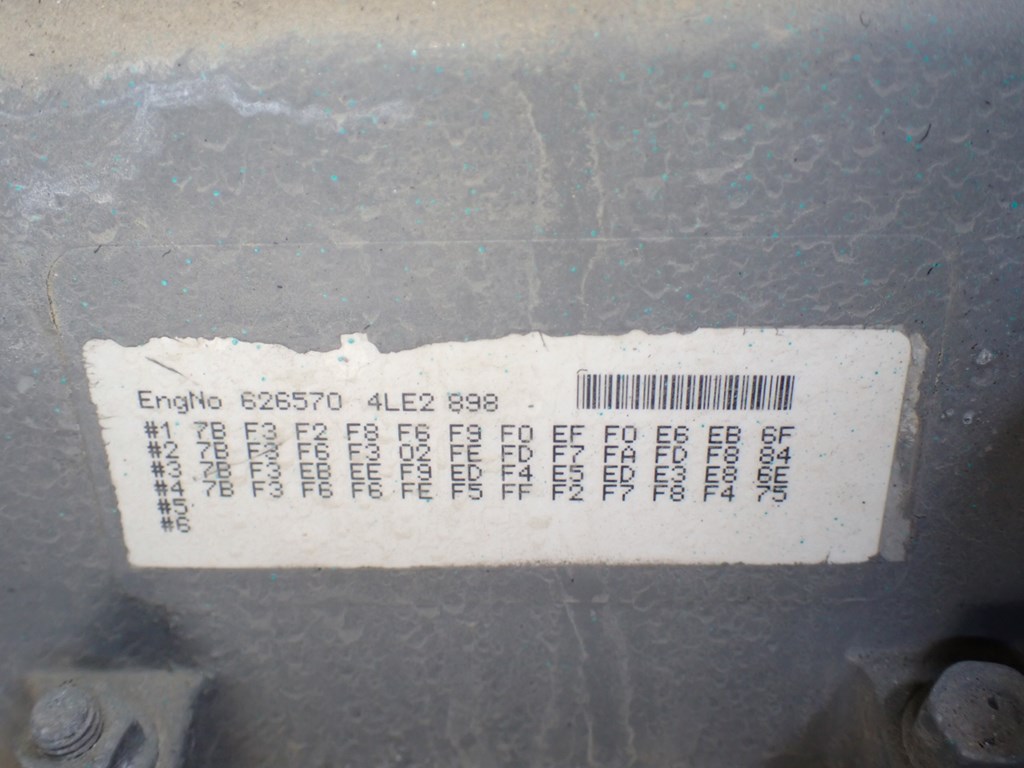 EngNo 626570 4LE2 898
#1 7B F3 F2 F8 F6 F9 F0 EF F0 E6 EB 6F
#2 7B F8 F6 F3 02 FE FD F7 FA FD F8 84
#3 7B F3 EB EE F9 ED F4 E5 ED E3 E8 6E
#4 7B F3 F6 F6 FE F5 FF F2 F7 F8 F4 75
#5
#6